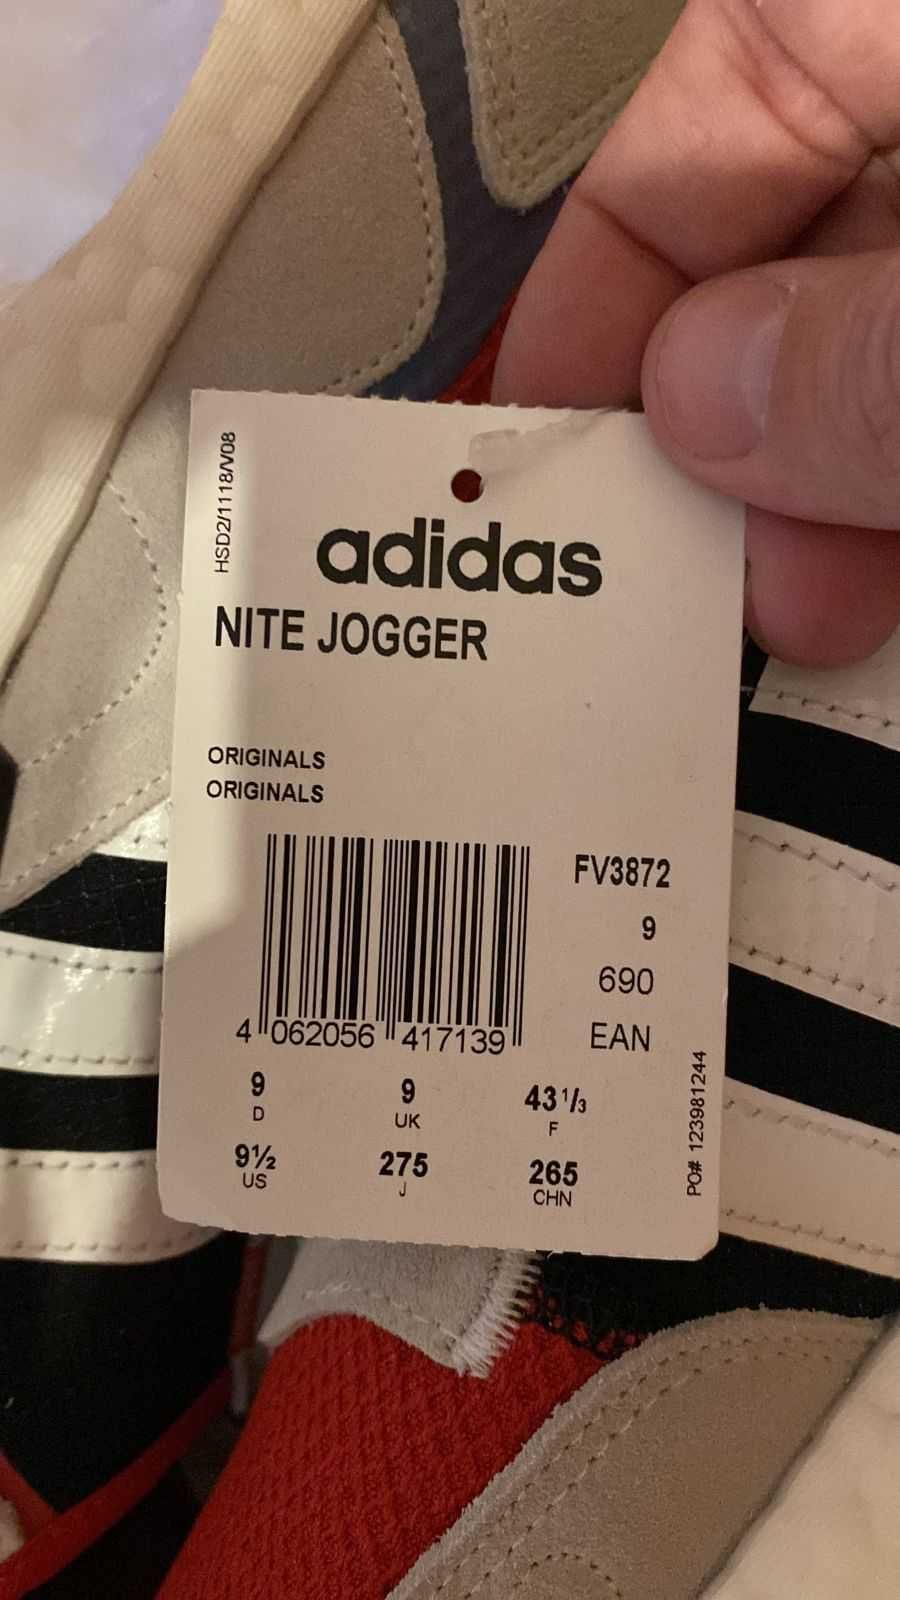 HSD2/1118/V08
adidas
NITE JOGGER
ORIGINALS
ORIGINALS
FV3872
9
690
EAN
4 062056 417139
9 D
9 UK
43 1/3 F
9½ US
275 J
265 CHN
PO# 123981244